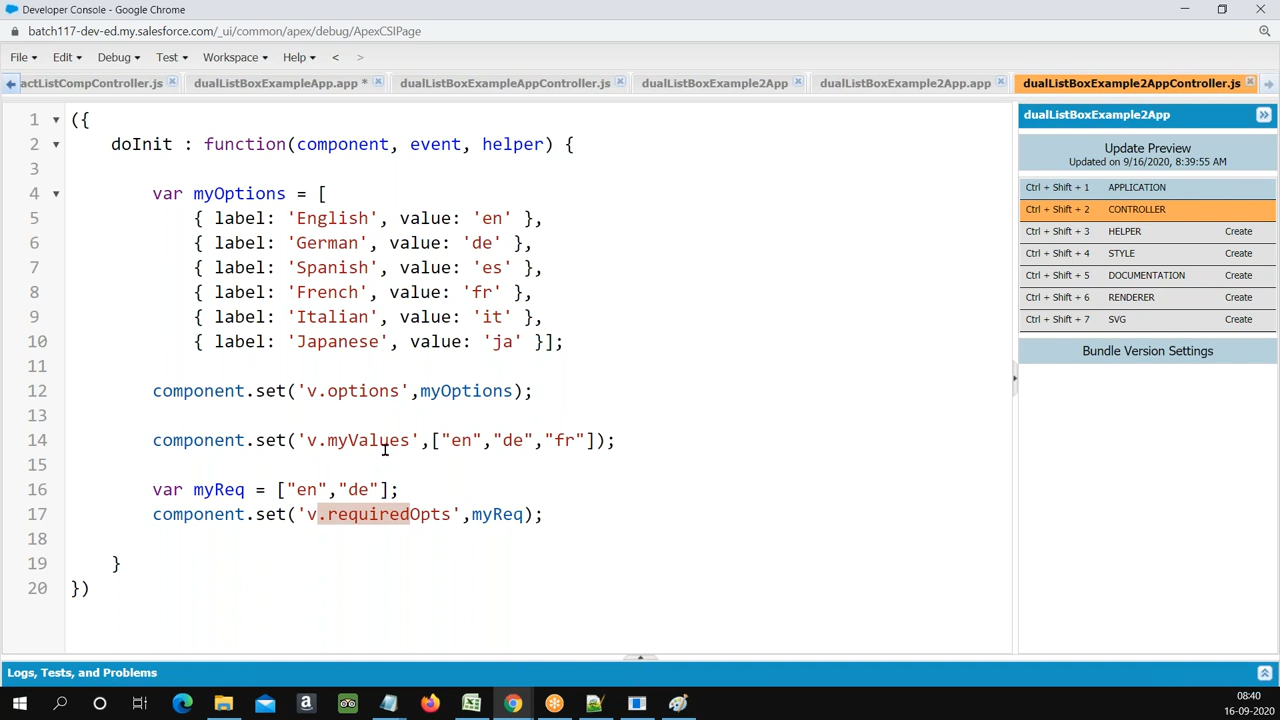 Developer Console - Google Chrome
batch117-dev-ed.my.salesforce.com/_ui/common/apex/debug/ApexCSIPage
File Edit Debug Test Workspace Help < >
actListCompController.js dualListBoxExampleApp.app * dualListBoxExampleAppController.js dualListBoxExample2App dualListBoxExample2App.app dualListBoxExample2AppController.js
1 ({
2 doInit : function(component, event, helper) {
3
4 var myOptions = [
5 { label: 'English', value: 'en' },
6 { label: 'German', value: 'de' },
7 { label: 'Spanish', value: 'es' },
8 { label: 'French', value: 'fr' },
9 { label: 'Italian', value: 'it' },
10 { label: 'Japanese', value: 'ja' }];
11
12 component.set('v.options',myOptions);
13
14 component.set('v.myValues',["en","de","fr"]);
15
16 var myReq = ["en","de"];
17 component.set('v.requiredOpts',myReq);
18
19 }
20 })
dualListBoxExample2App
Update Preview
Updated on 9/16/2020, 8:39:55 AM
Ctrl + Shift + 1 APPLICATION
Ctrl + Shift + 2 CONTROLLER
Ctrl + Shift + 3 HELPER Create
Ctrl + Shift + 4 STYLE Create
Ctrl + Shift + 5 DOCUMENTATION Create
Ctrl + Shift + 6 RENDERER Create
Ctrl + Shift + 7 SVG Create
Bundle Version Settings
Logs, Tests, and Problems
08:40
16-09-2020